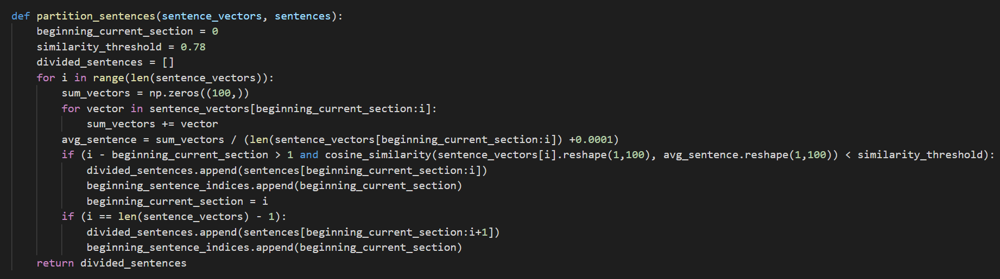 def partition_sentences(sentence_vectors, sentences):
    beginning_current_section = 0
    similarity_threshold = 0.78
    divided_sentences = []
    for i in range(len(sentence_vectors)):
        sum_vectors = np.zeros((100,))
        for vector in sentence_vectors[beginning_current_section:i]:
            sum_vectors += vector
        avg_sentence = sum_vectors / (len(sentence_vectors[beginning_current_section:i]) +0.0001)
        if (i - beginning_current_section > 1 and cosine_similarity(sentence_vectors[i].reshape(1,100), avg_sentence.reshape(1,100)) < similarity_threshold):
            divided_sentences.append(sentences[beginning_current_section:i])
            beginning_sentence_indices.append(beginning_current_section)
            beginning_current_section = i
        if (i == len(sentence_vectors) - 1):
            divided_sentences.append(sentences[beginning_current_section:i+1])
            beginning_sentence_indices.append(beginning_current_section)
    return divided_sentences